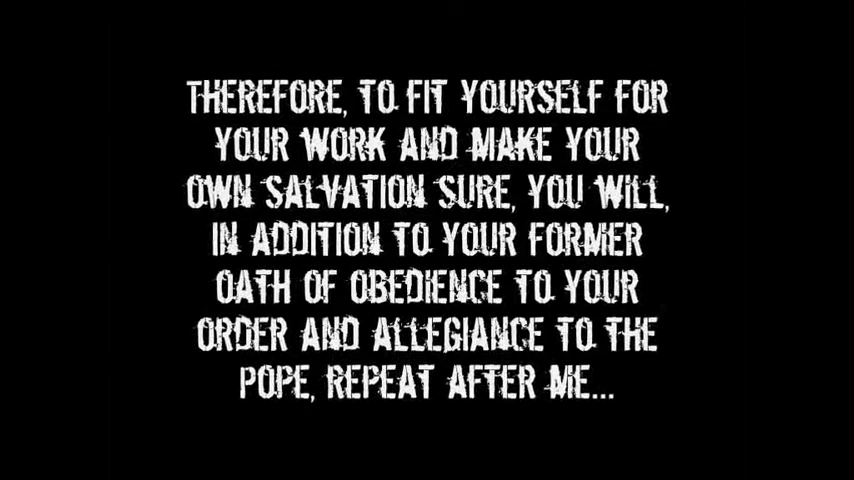 THEREFORE, TO FIT YOURSELF FOR
YOUR WORK AND MAKE YOUR
OWN SALVATION SURE, YOU WILL,
IN ADDITION TO YOUR FORMER
OATH OF OBEDIENCE TO YOUR
ORDER AND ALLEGIANCE TO THE
POPE, REPEAT AFTER ME...